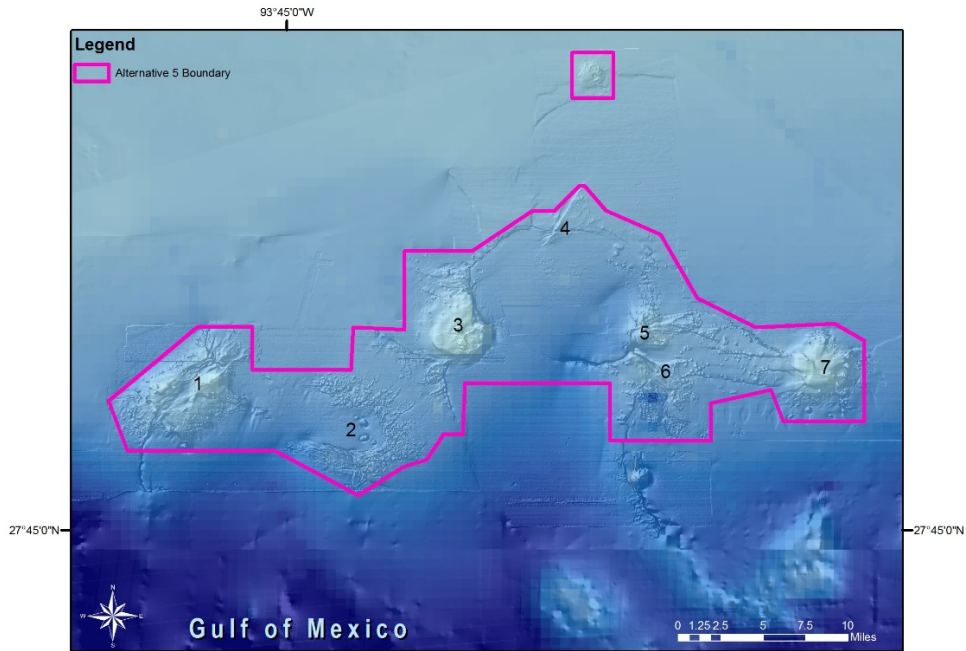 93°45'0"W
Legend
Alternative 5 Boundary
4
3
5
7
6
1
2
27°45'0"N
27°45'0"N
N
W
E
S
Gulf of Mexico
0 1.25 2.5 5 7.5 10
Miles